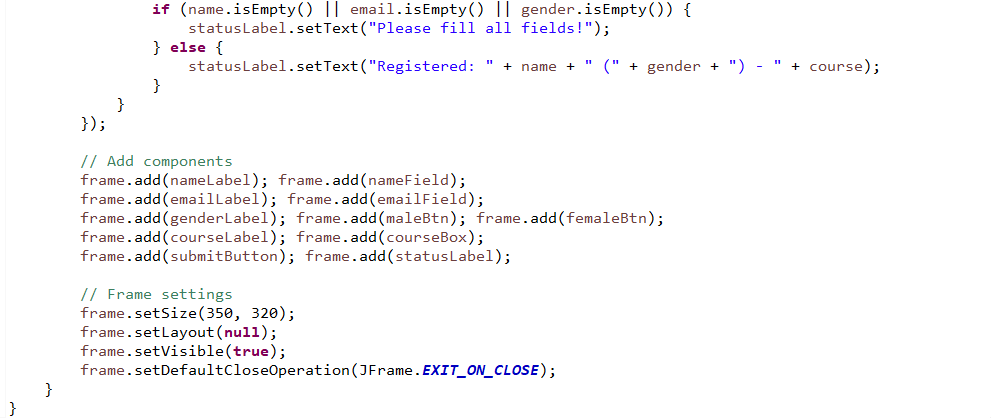 if (name.isEmpty() || email.isEmpty() || gender.isEmpty()) {
statusLabel.setText("Please fill all fields!");
} else {
statusLabel.setText("Registered: " + name + " (" + gender + ") - " + course);
}
}
});
// Add components
frame.add(nameLabel); frame.add(nameField);
frame.add(emailLabel); frame.add(emailField);
frame.add(genderLabel); frame.add(maleBtn); frame.add(femaleBtn);
frame.add(courseLabel); frame.add(courseBox);
frame.add(submitButton); frame.add(statusLabel);
// Frame settings
frame.setSize(350, 320);
frame.setLayout(null);
frame.setVisible(true);
frame.setDefaultCloseOperation(JFrame.EXIT_ON_CLOSE);
}
}